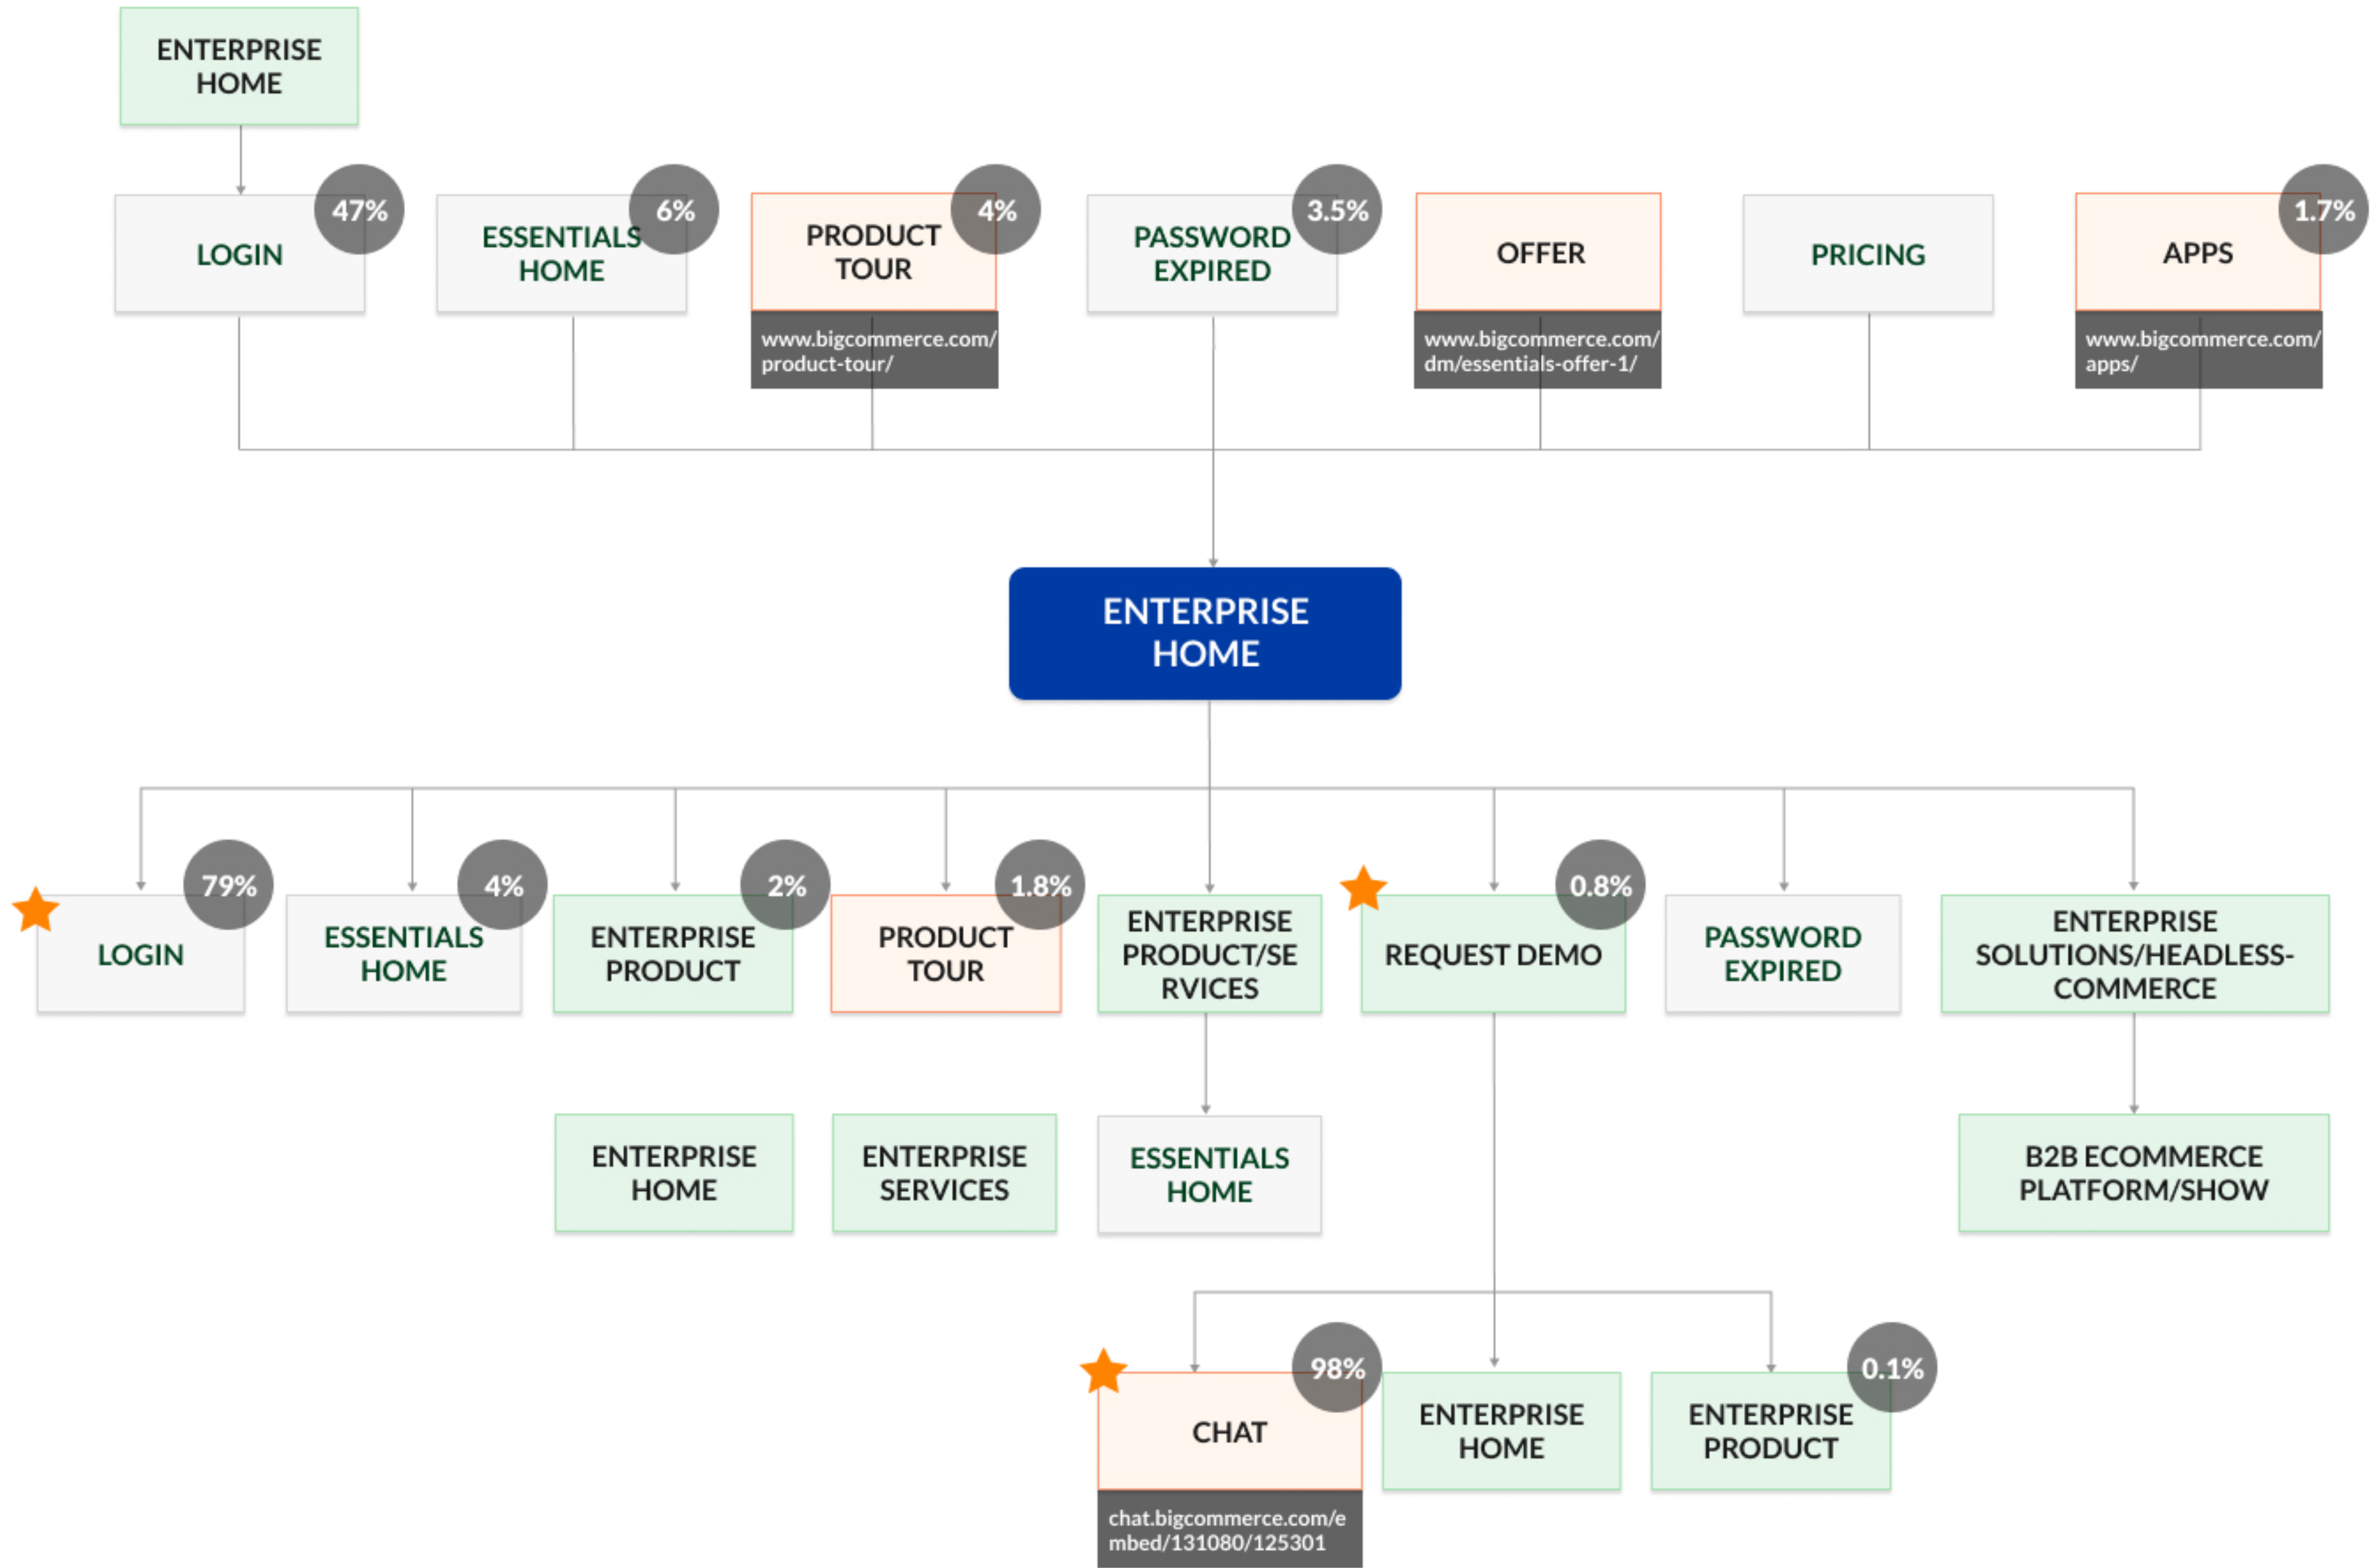 ENTERPRISE
HOME
47%
LOGIN
6%
ESSENTIALS
HOME
4%
PRODUCT
TOUR
www.bigcommerce.com/
product-tour/
3.5%
PASSWORD
EXPIRED
OFFER
www.bigcommerce.com/
dm/essentials-offer-1/
PRICING
1.7%
APPS
www.bigcommerce.com/
apps/
ENTERPRISE
HOME
79%
LOGIN
4%
ESSENTIALS
HOME
2%
ENTERPRISE
PRODUCT
1.8%
PRODUCT
TOUR
ENTERPRISE
PRODUCT/SE
RVICES
0.8%
REQUEST DEMO
PASSWORD
EXPIRED
ENTERPRISE
SOLUTIONS/HEADLESS-
COMMERCE
ENTERPRISE
HOME
ENTERPRISE
SERVICES
ESSENTIALS
HOME
B2B ECOMMERCE
PLATFORM/SHOW
98%
CHAT
chat.bigcommerce.com/e
mbed/131080/125301
ENTERPRISE
HOME
0.1%
ENTERPRISE
PRODUCT